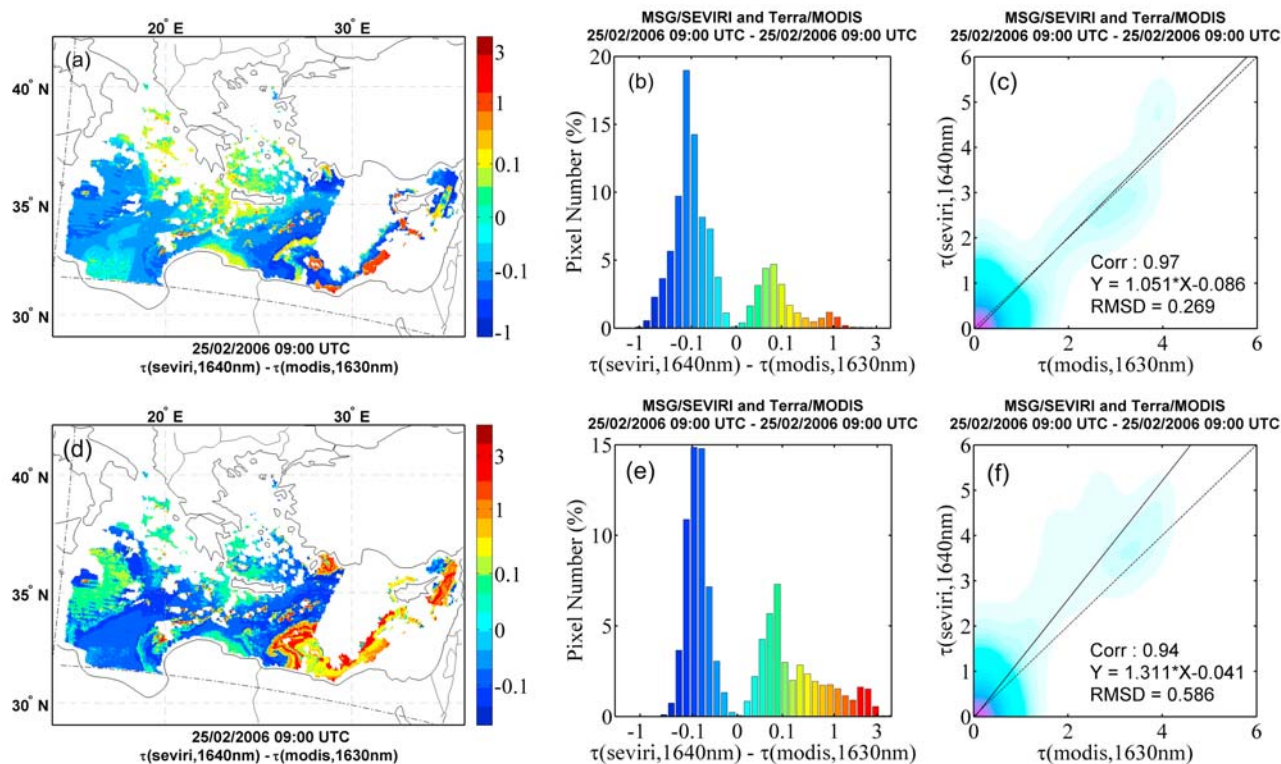 20° E 30° E
(a)
40° N
35° N
30° N
3
1
0.1
0
-0.1
-1
25/02/2006 09:00 UTC
τ(seviri,1640nm) - τ(modis,1630nm)
MSG/SEVIRI and Terra/MODIS
25/02/2006 09:00 UTC - 25/02/2006 09:00 UTC
(b)
Pixel Number (%)
20
15
10
5
0
-1 -0.1 0 0.1 1 3
τ(seviri,1640nm) - τ(modis,1630nm)
MSG/SEVIRI and Terra/MODIS
25/02/2006 09:00 UTC - 25/02/2006 09:00 UTC
(c)
τ(seviri,1640nm)
6
5
4
3
2
1
0
Corr : 0.97
Y = 1.051*X-0.086
RMSD = 0.269
0 2 4 6
τ(modis,1630nm)
20° E 30° E
(d)
40° N
35° N
30° N
1
0.1
0
-0.1
25/02/2006 09:00 UTC
τ(seviri,1640nm) - τ(modis,1630nm)
MSG/SEVIRI and Terra/MODIS
25/02/2006 09:00 UTC - 25/02/2006 09:00 UTC
(e)
Pixel Number (%)
15
10
5
0
-1 -0.1 0 0.1 1 3
τ(seviri,1640nm) - τ(modis,1630nm)
MSG/SEVIRI and Terra/MODIS
25/02/2006 09:00 UTC - 25/02/2006 09:00 UTC
(f)
τ(seviri,1640nm)
6
5
4
3
2
1
0
Corr : 0.94
Y = 1.311*X-0.041
RMSD = 0.586
0 2 4 6
τ(modis,1630nm)